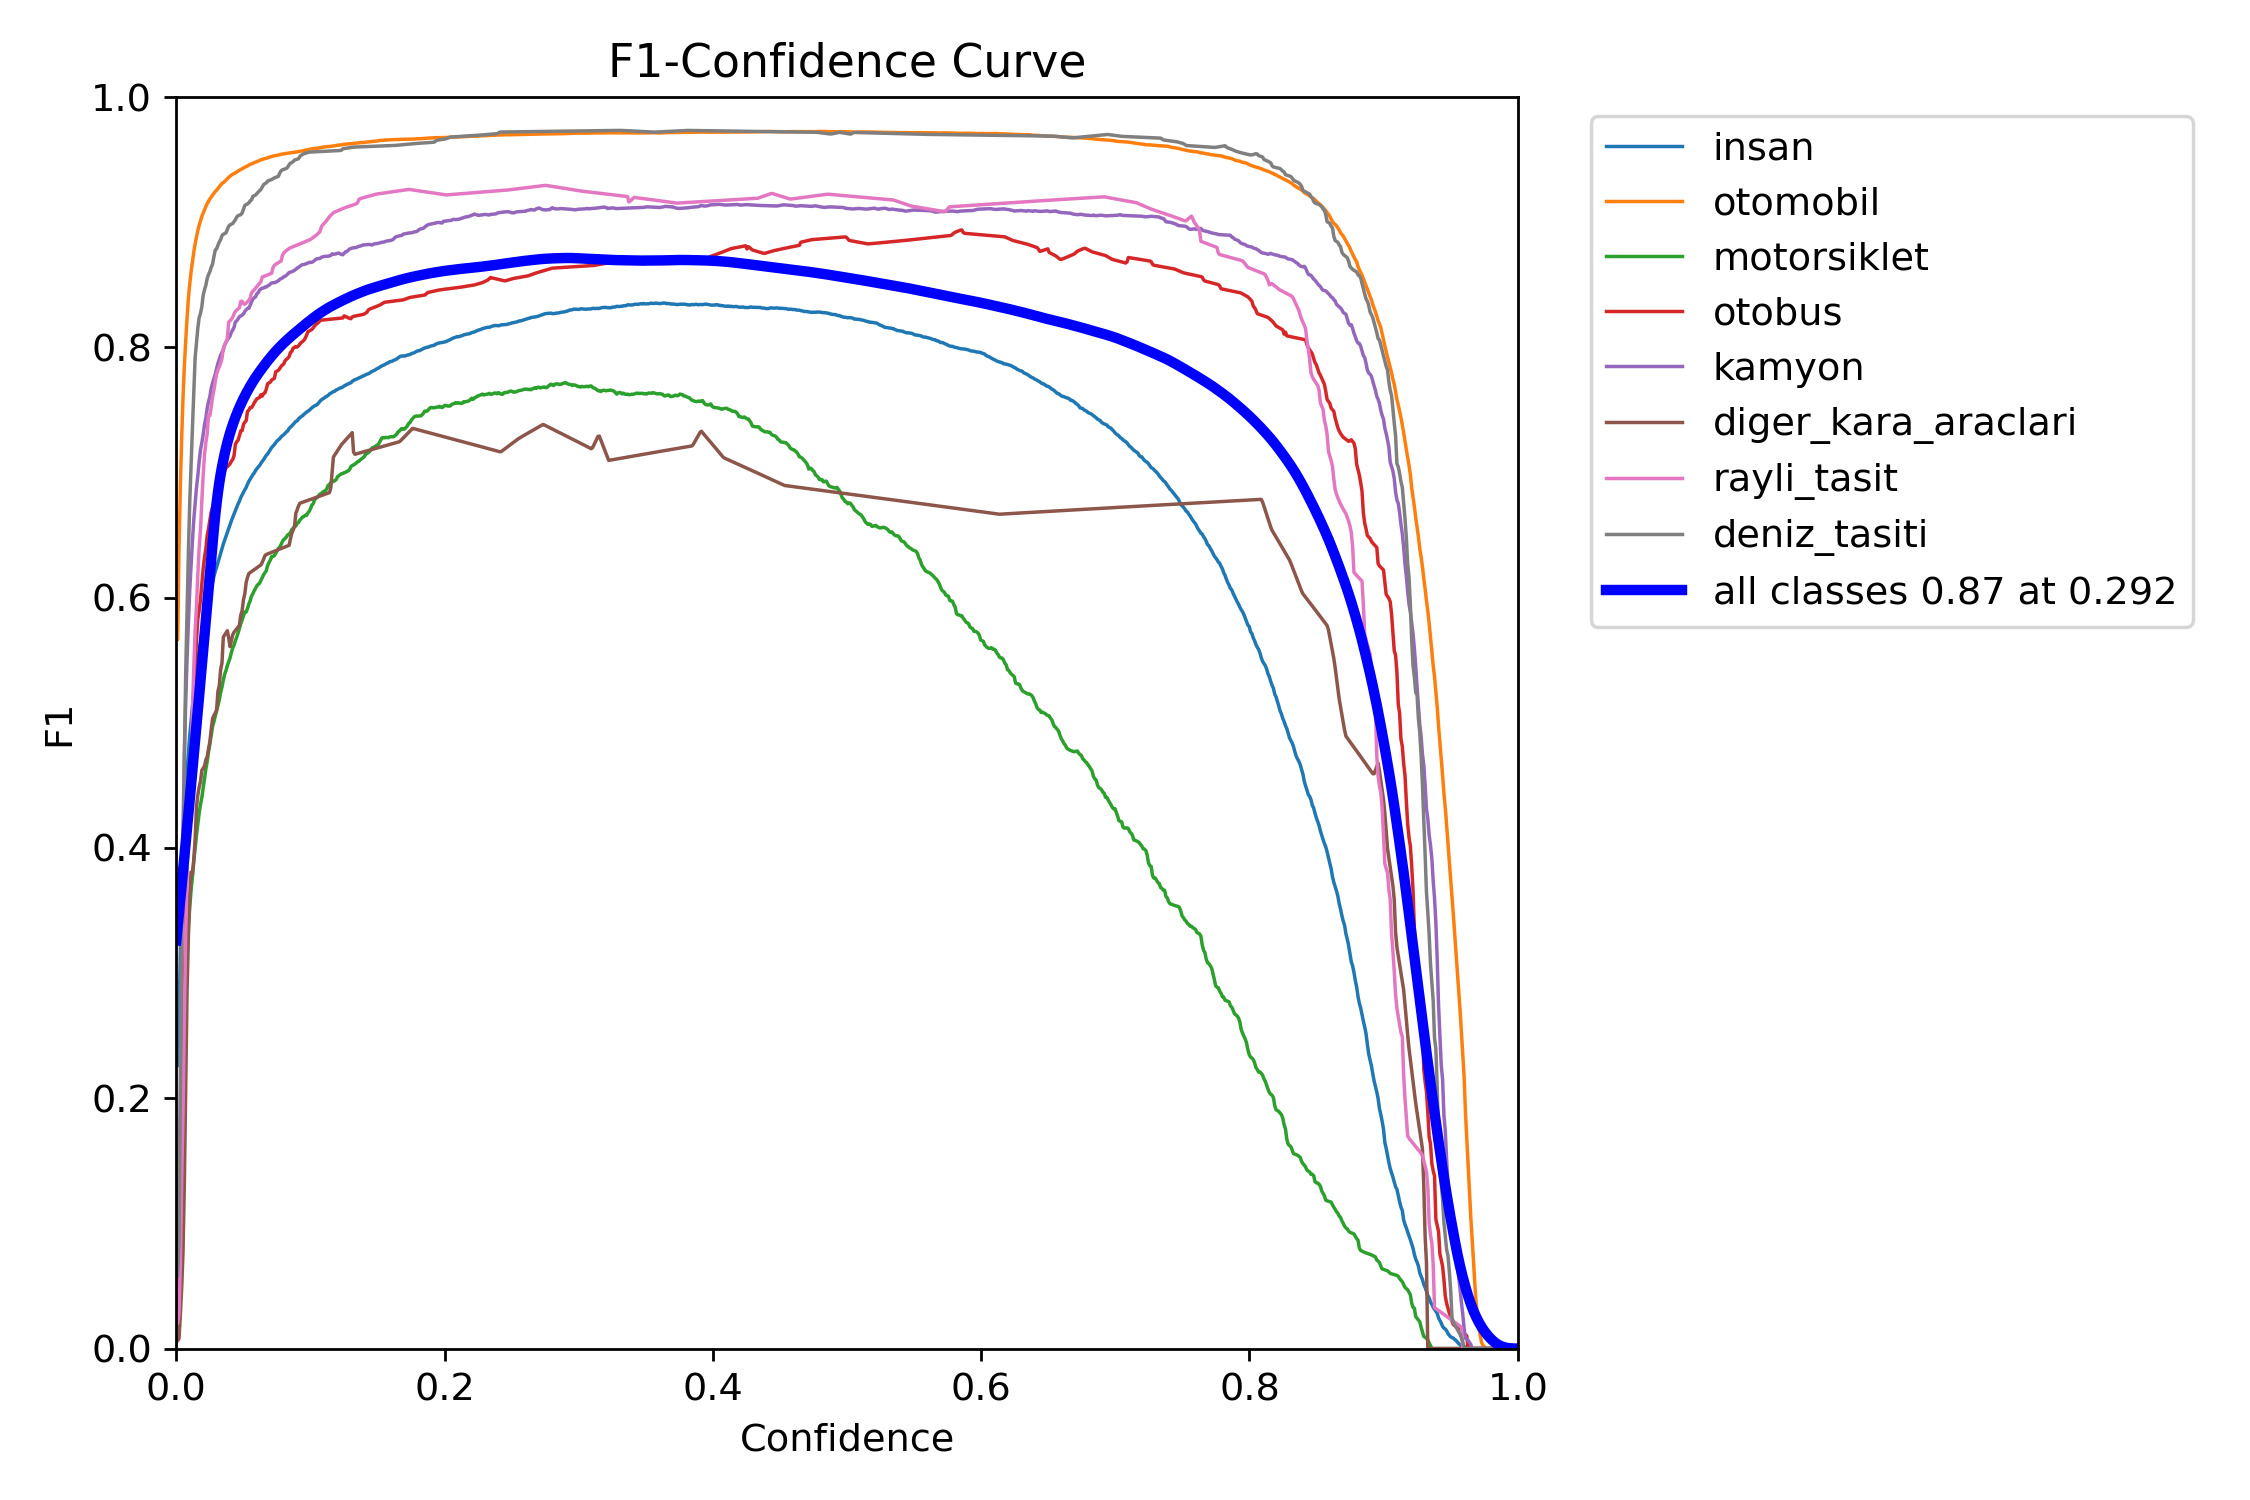 F1-Confidence Curve
1.0
0.8
0.6
0.4
0.2
0.0
F1
0.0 0.2 0.4 0.6 0.8 1.0
Confidence
insan
otomobil
motorsiklet
otobus
kamyon
diger_kara_araclari
rayli_tasit
deniz_tasiti
all classes 0.87 at 0.292